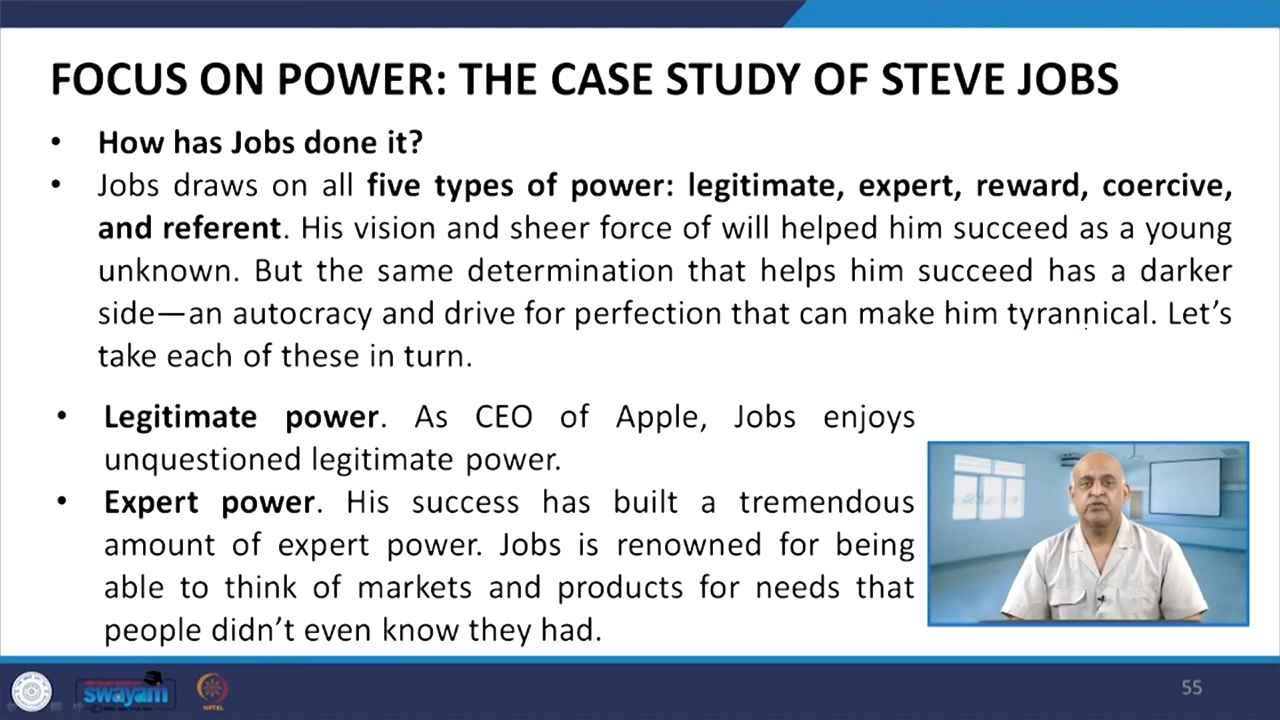 FOCUS ON POWER: THE CASE STUDY OF STEVE JOBS
• How has Jobs done it?
• Jobs draws on all five types of power: legitimate, expert, reward, coercive,
and referent. His vision and sheer force of will helped him succeed as a young
unknown. But the same determination that helps him succeed has a darker
side—an autocracy and drive for perfection that can make him tyrannical. Let’s
take each of these in turn.
• Legitimate power. As CEO of Apple, Jobs enjoys
unquestioned legitimate power.
• Expert power. His success has built a tremendous
amount of expert power. Jobs is renowned for being
able to think of markets and products for needs that
people didn’t even know they had.
swayam
NPTEL
55